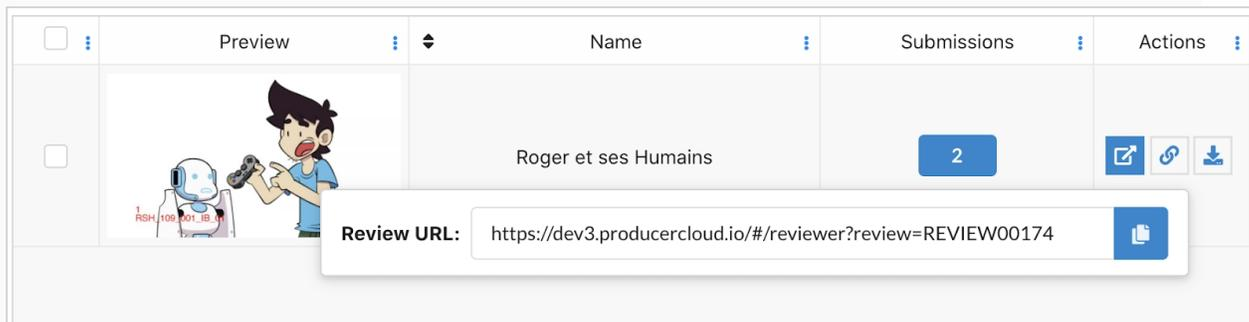 Preview
Name
Submissions
Actions
1
RSH_109_001_IB_01
Roger et ses Humains
2
Review URL:
https://dev3.producercloud.io/#/reviewer?review=REVIEW00174